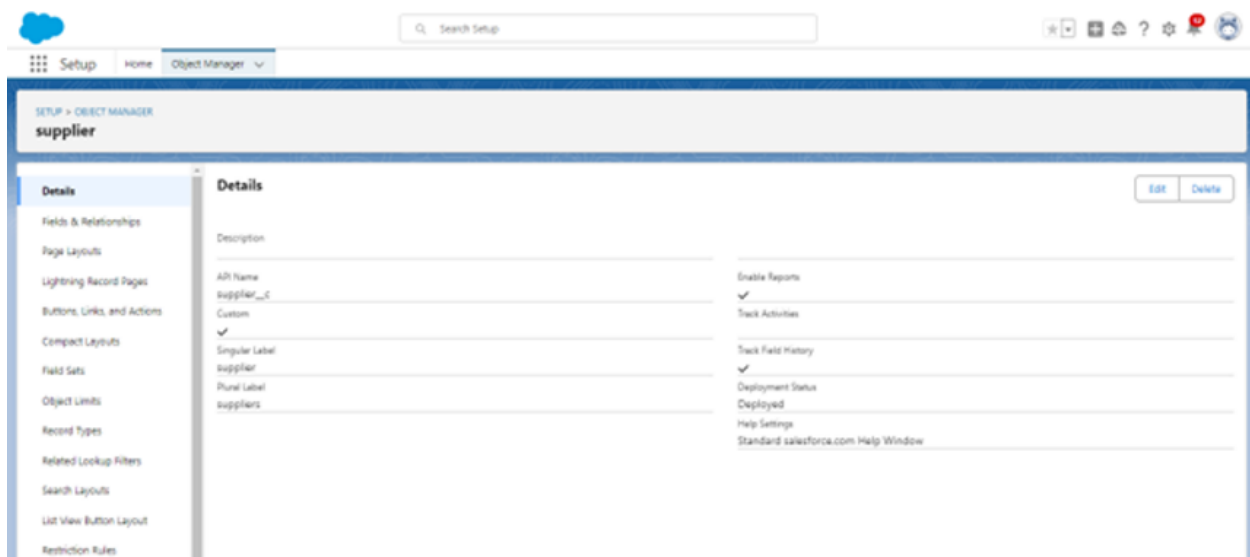 Search Setup
Setup Home Object Manager
SETUP > OBJECT MANAGER
supplier
Details
Fields & Relationships
Page Layouts
Lightning Record Pages
Buttons, Links, and Actions
Compact Layouts
Field Sets
Object Limits
Record Types
Related Lookup Filters
Search Layouts
List View Button Layout
Restriction Rules
Details
Edit Delete
Description
API Name
supplier__c
Custom
Singular Label
supplier
Plural Label
suppliers
Enable Reports
Track Activities
Track Field History
Deployment Status
Deployed
Help Settings
Standard salesforce.com Help Window